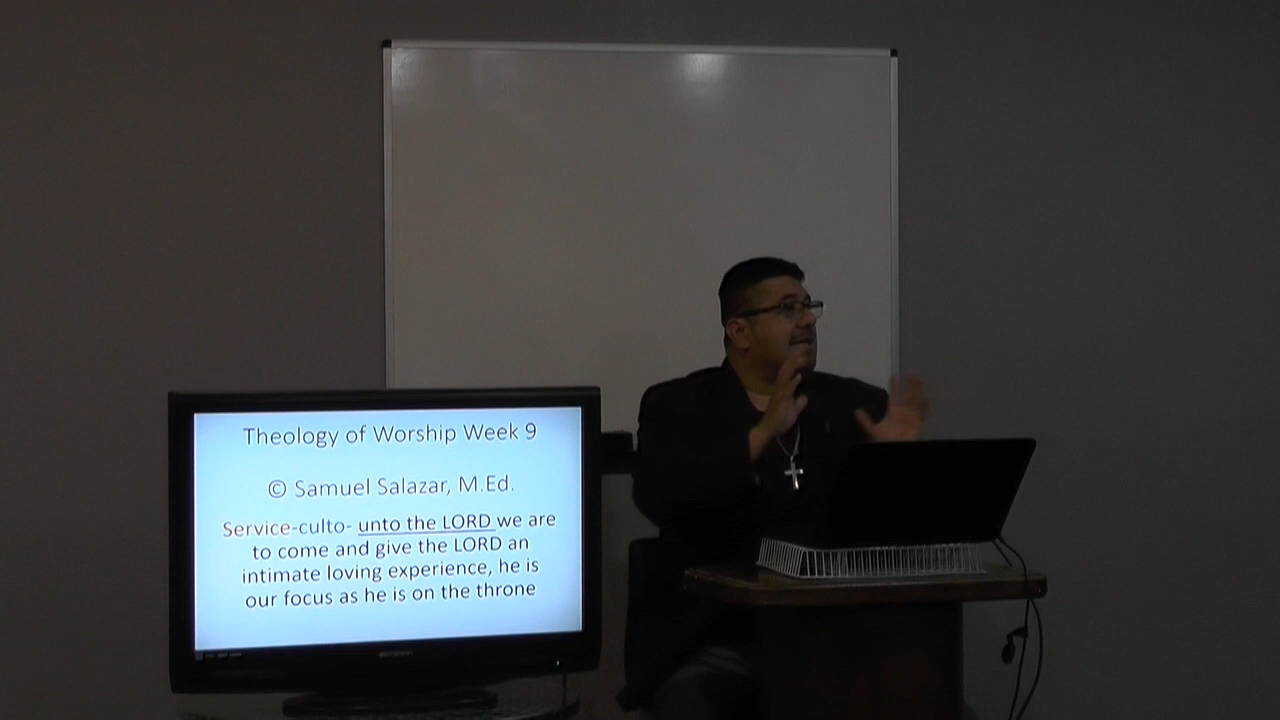 Theology of Worship Week 9
© Samuel Salazar, M.Ed.
Service-culto- unto the LORD we are
to come and give the LORD an
intimate loving experience, he is
our focus as he is on the throne